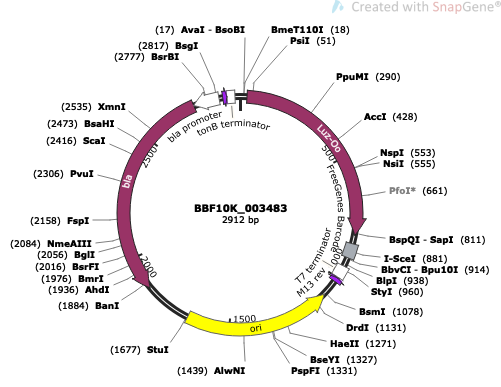 Created with SnapGene®
(17) AvaI - BsoBI
BmeT110I (18)
(2817) BsgI
PsiI (51)
(2777) BsrBI
PpuMI (290)
(2535) XmnI
bla promoter
tonB terminator
AccI (428)
(2473) BsaHI
Luz-Oo
(2416) ScaI
2500
500
NspI (553)
NsiI (555)
(2306) PvuI
bla
FreeGenes Barcode
PfoI* (661)
BBF10K_003483
2912 bp
(2158) FspI
BspQI - SapI (811)
(2084) NmeAIII
T7 terminator
I-SceI (881)
(2056) BglI
1000
BbvCI - Bpu10I (914)
(2016) BsrFI
2000
BlpI (938)
(1976) BmrI
M13 rev
StyI (960)
(1936) AhdI
(1884) BanI
BsmI (1078)
1500
ori
DrdI (1131)
(1677) StuI
HaeII (1271)
BseYI (1327)
(1439) AlwNI
PspFI (1331)